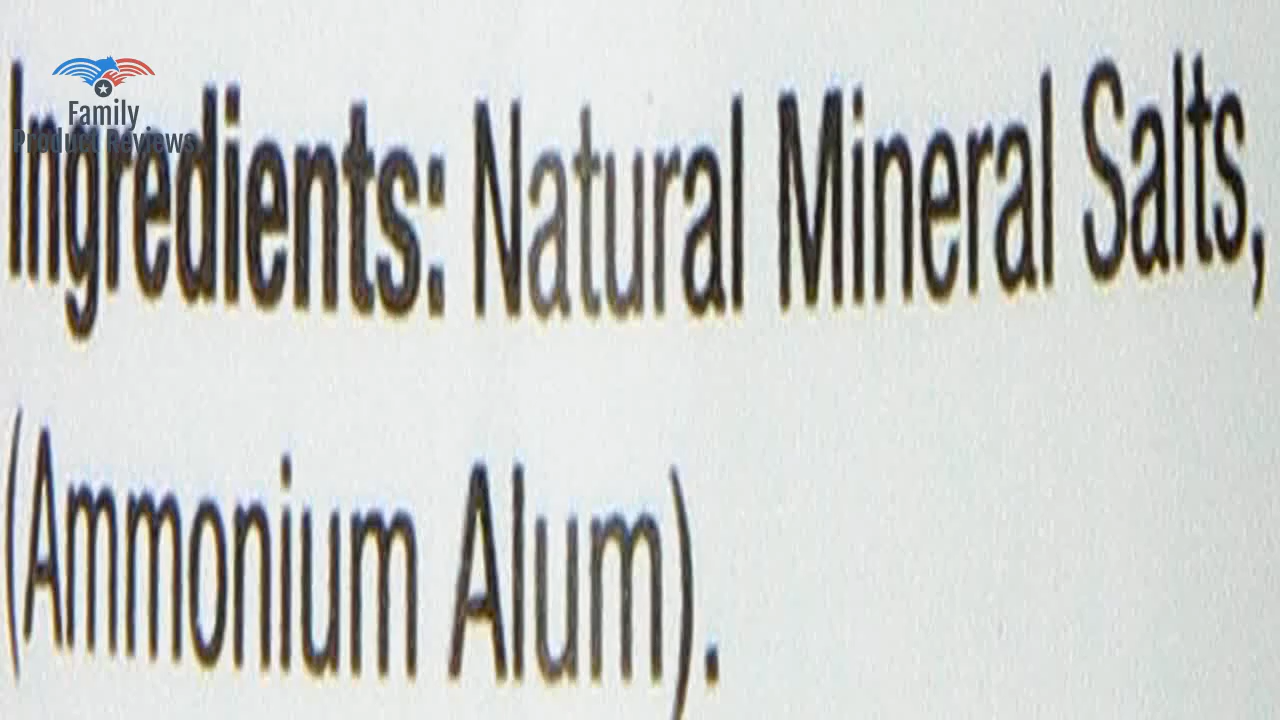 Family
Product Reviews
Ingredients: Natural Mineral Salts,
(Ammonium Alum).